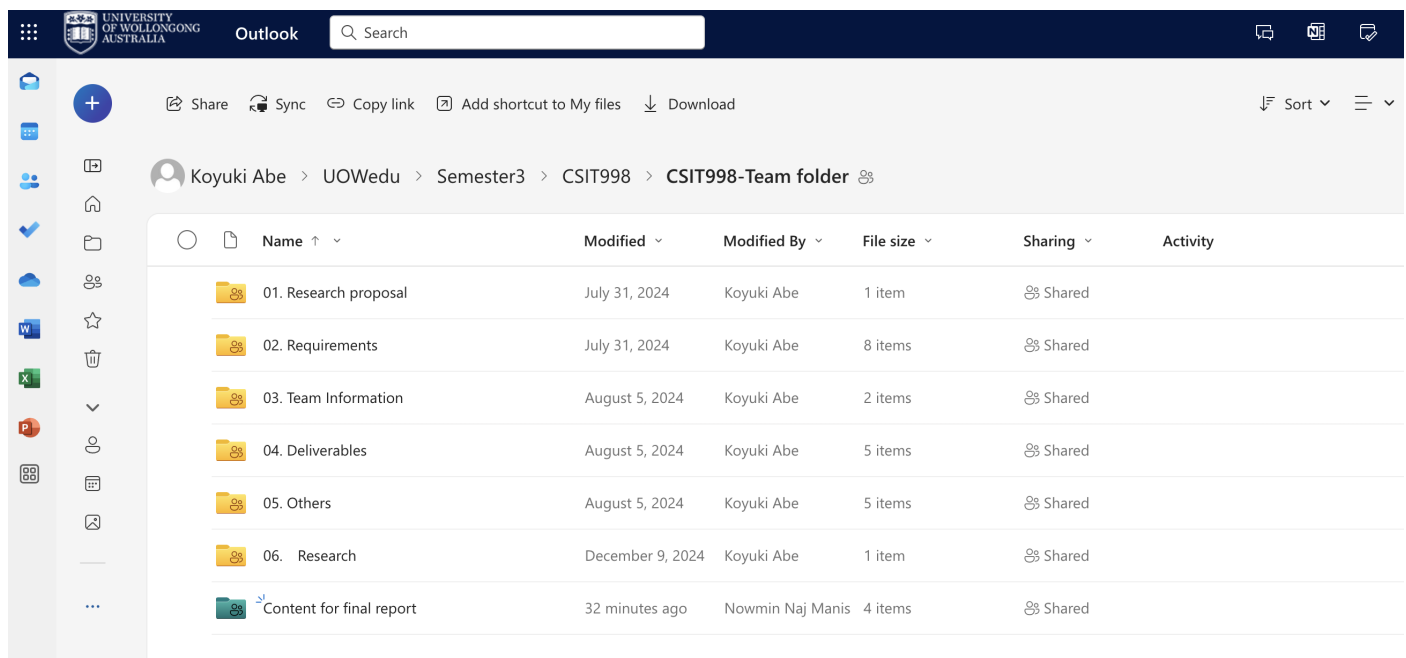 UNIVERSITY
OF WOLLONGONG
AUSTRALIA
Outlook
Search
Share Sync Copy link Add shortcut to My files Download Sort
Koyuki Abe > UOWedu > Semester3 > CSIT998 > CSIT998-Team folder
Name Modified Modified By File size Sharing Activity
01. Research proposal July 31, 2024 Koyuki Abe 1 item Shared
02. Requirements July 31, 2024 Koyuki Abe 8 items Shared
03. Team Information August 5, 2024 Koyuki Abe 2 items Shared
04. Deliverables August 5, 2024 Koyuki Abe 5 items Shared
05. Others August 5, 2024 Koyuki Abe 5 items Shared
06. Research December 9, 2024 Koyuki Abe 1 item Shared
Content for final report 32 minutes ago Nowmin Naj Manis 4 items Shared